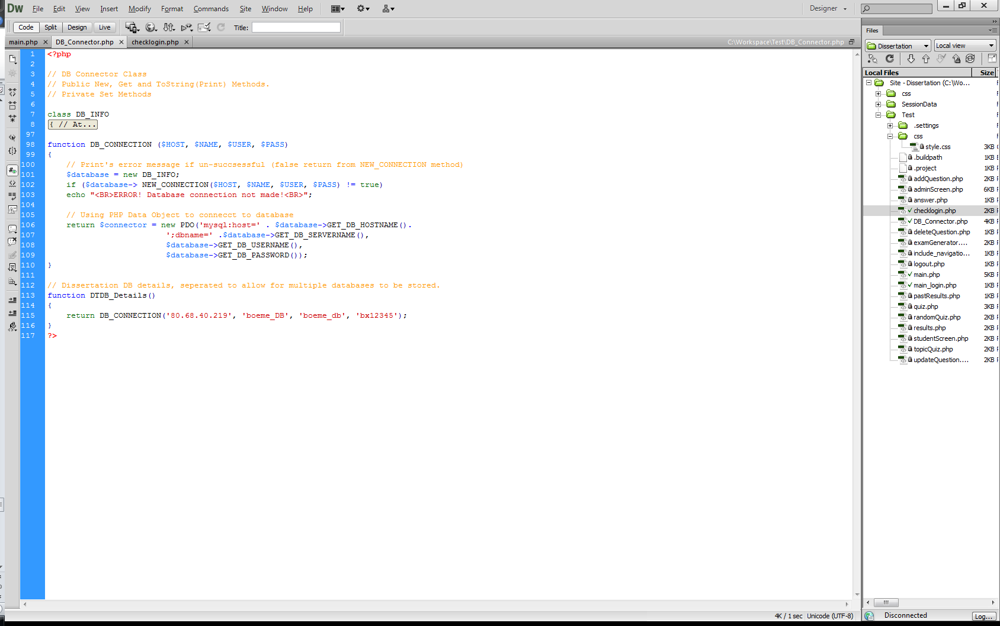 Dw File Edit View Insert Modify Format Commands Site Window Help Designer
Code Split Design Live Title:
main.php DB_Connector.php checklogin.php C:\Workspace\Test\DB_Connector.php
1 <?php
2
3 // DB Connector Class
4 // Public New, Get and ToString(Print) Methods.
5 // Private Set Methods
6
7 class DB_INFO
8 { // At...
97
98 function DB_CONNECTION ($HOST, $NAME, $USER, $PASS)
99 {
100 // Print's error message if un-succsessful (false return from NEW_CONNECTION method)
101 $database = new DB_INFO;
102 if ($database-> NEW_CONNECTION($HOST, $NAME, $USER, $PASS) != true)
103 echo "<BR>ERROR! Database connection not made!<BR>";
104
105 // Using PHP Data Object to connecct to database
106 return $connector = new PDO('mysql:host=' . $database->GET_DB_HOSTNAME().
107 ';dbname=' .$database->GET_DB_SERVERNAME(),
108 $database->GET_DB_USERNAME(),
109 $database->GET_DB_PASSWORD());
110 }
111
112 // Dissertation DB details, seperated to allow for multiple databases to be stored.
113 function DTDB_Details()
114 {
115 return DB_CONNECTION('80.68.40.219', 'boeme_DB', 'boeme_db', 'bx12345');
116 }
117 ?>
4K / 1 sec Unicode (UTF-8)
Files
Dissertation Local view
Local Files Size
Site - Dissertation (C:\Wo...
css
SessionData
Test
.settings
css
style.css 3KB
.buildpath 1KB
.project 1KB
addQuestion.php 2KB
adminScreen.php 6KB
answer.php 1KB
checklogin.php 2KB
DB_Connector.php 4KB
deleteQuestion.php 1KB
examGenerator.... 2KB
include_navigatio... 1KB
logout.php 1KB
main.php 5KB
main_login.php 1KB
pastResults.php 1KB
quiz.php 3KB
randomQuiz.php 2KB
results.php 2KB
studentScreen.php 2KB
topicQuiz.php 2KB
updateQuestion.... 2KB
Disconnected Log...